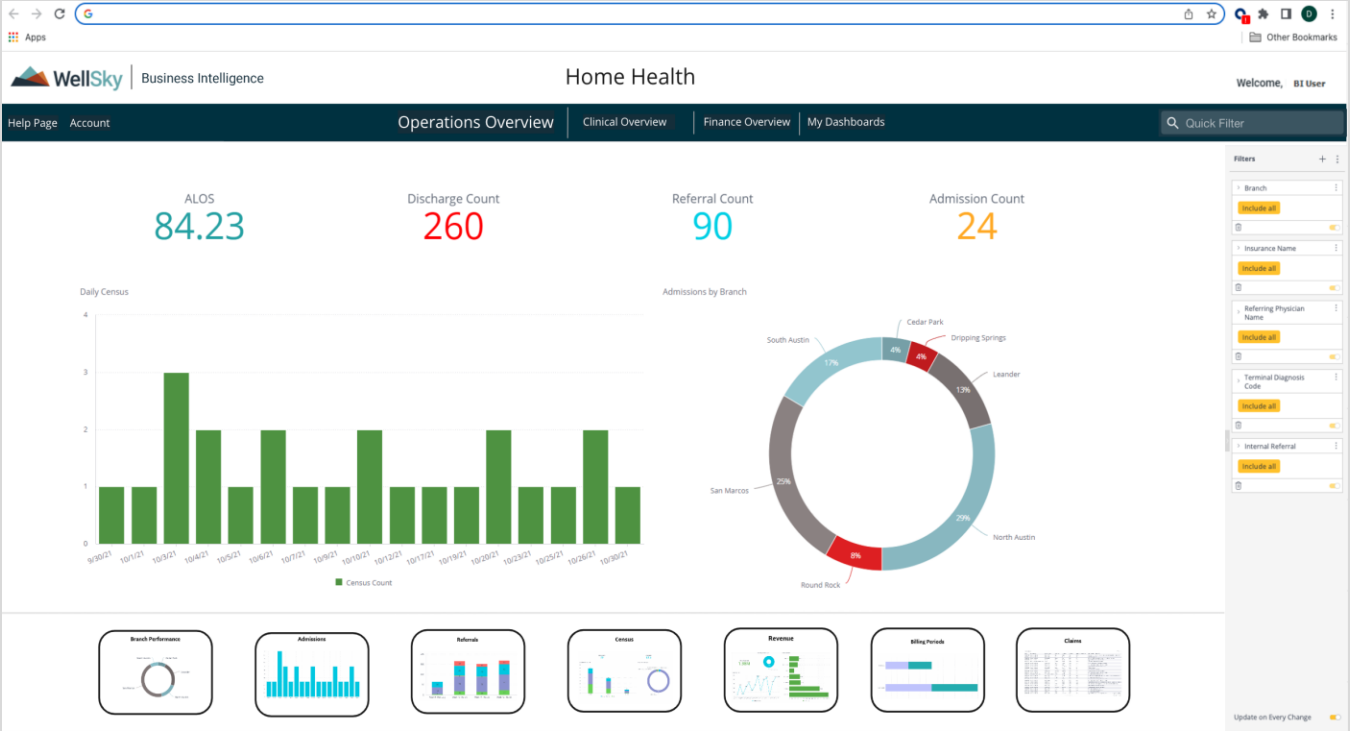 Apps
Other Bookmarks
D
WellSky
Business Intelligence
Home Health
Welcome, BI User
Help Page
Account
Operations Overview
Clinical Overview
Finance Overview
My Dashboards
Quick Filter
ALOS
84.23
Discharge Count
260
Referral Count
90
Admission Count
24
Daily Census
4
3
2
1
0
9/30/21
10/1/21
10/3/21
10/4/21
10/5/21
10/6/21
10/7/21
10/9/21
10/10/21
10/12/21
10/17/21
10/19/21
10/20/21
10/23/21
10/25/21
10/26/21
10/30/21
Census Count
Admissions by Branch
Cedar Park
4%
Dripping Springs
4%
Leander
13%
North Austin
29%
Round Rock
8%
San Marcos
25%
South Austin
17%
Filters
Branch
Include all
Insurance Name
Include all
Referring Physician
Name
Include all
Terminal Diagnosis
Code
Include all
Internal Referral
Include all
Update on Every Change
Branch Performance
Admissions
Referrals
Census
Revenue
Billing Periods
Claims